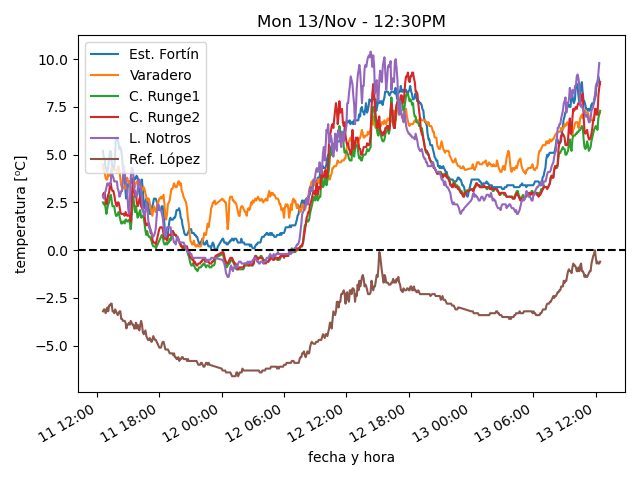 Mon 13/Nov - 12:30PM
Est. Fortín
Varadero
C. Runge1
C. Runge2
L. Notros
Ref. López
temperatura [ºC]
10.0
7.5
5.0
2.5
0.0
−2.5
−5.0
11 12:00
11 18:00
12 00:00
12 06:00
12 12:00
12 18:00
13 00:00
13 06:00
13 12:00
fecha y hora